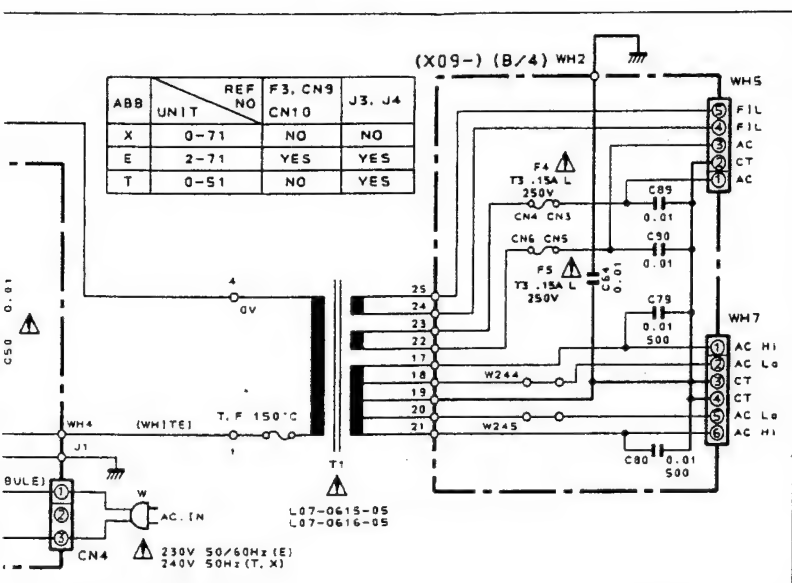 (X09-) (B/4) WH2
WH5
ABB
REF NO
UNIT
F3, CN9
CN10
J3, J4
X 0-71 NO NO
E 2-71 YES YES
T 0-51 NO YES
5 FIL
4 FIL
3 AC
2 CT
1 AC
F4
T3.15A L
250V
CN4 CN3
C89
0.01
CN6 CN5
C90
0.01
F5
T3.15A L
250V
C64
0.01
C79
0.01
500
WH7
1 AC Hi
2 AC Lo
3 CT
4 CT
5 AC Lo
6 AC Hi
C80 0.01
500
W244
W245
25
24
23
22
17
18
19
20
21
4
0V
T.F 150°C
1
T1
L07-0615-05
L07-0616-05
C50 0.01
WH4 (WHITE)
J1
1
2
3
CN4
W
AC. IN
230V 50/60Hz (E)
240V 50Hz (T, X)